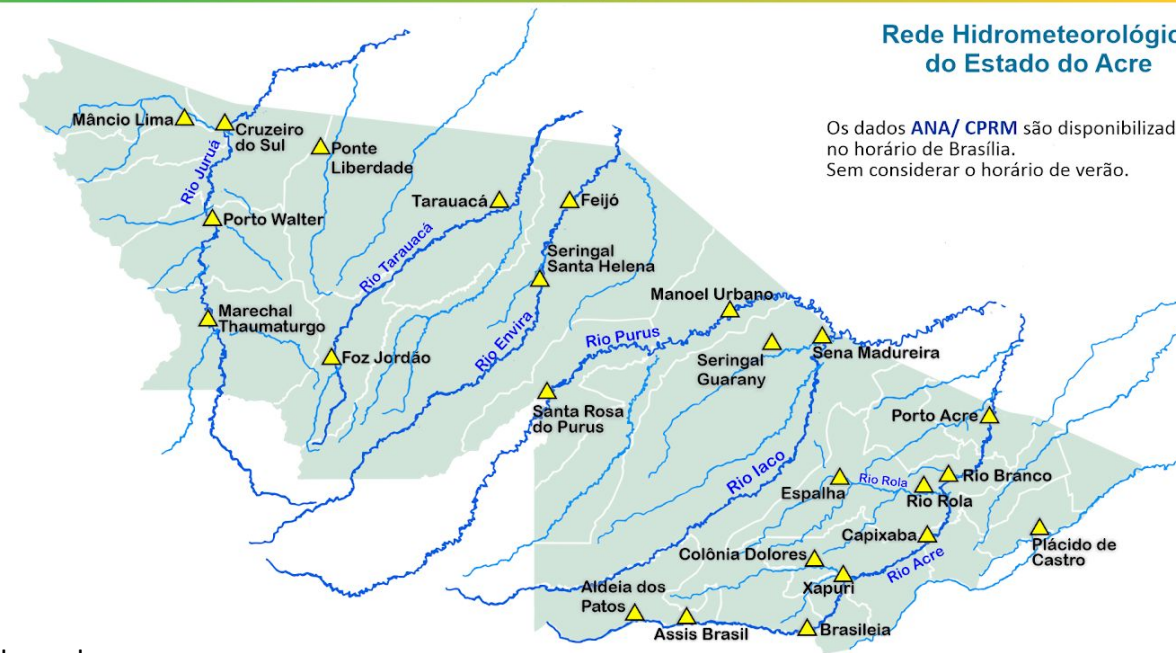 Rede Hidrometeorológic
do Estado do Acre
Os dados ANA/ CPRM são disponibilizad
no horário de Brasília.
Sem considerar o horário de verão.
Mâncio Lima
Cruzeiro
do Sul
Ponte
Liberdade
Rio Juruá
Porto Walter
Tarauacá
Feijó
Rio Tarauacá
Seringal
Santa Helena
Marechal
Thaumaturgo
Foz Jordão
Rio Envira
Manoel Urbano
Rio Purus
Seringal
Guarany
Sena Madureira
Santa Rosa
do Purus
Porto Acre
Rio Iaco
Espalha
Rio Rola
Rio Rola
Rio Branco
Capixaba
Plácido de
Castro
Colônia Dolores
Rio Acre
Xapuri
Aldeia dos
Patos
Assis Brasil
Brasileia